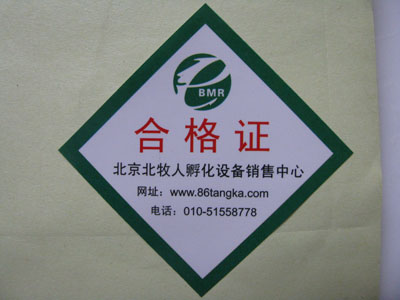 BMR
合格证
北京北牧人孵化设备销售中心
网址：www.86tangka.com
电话：010-51558778